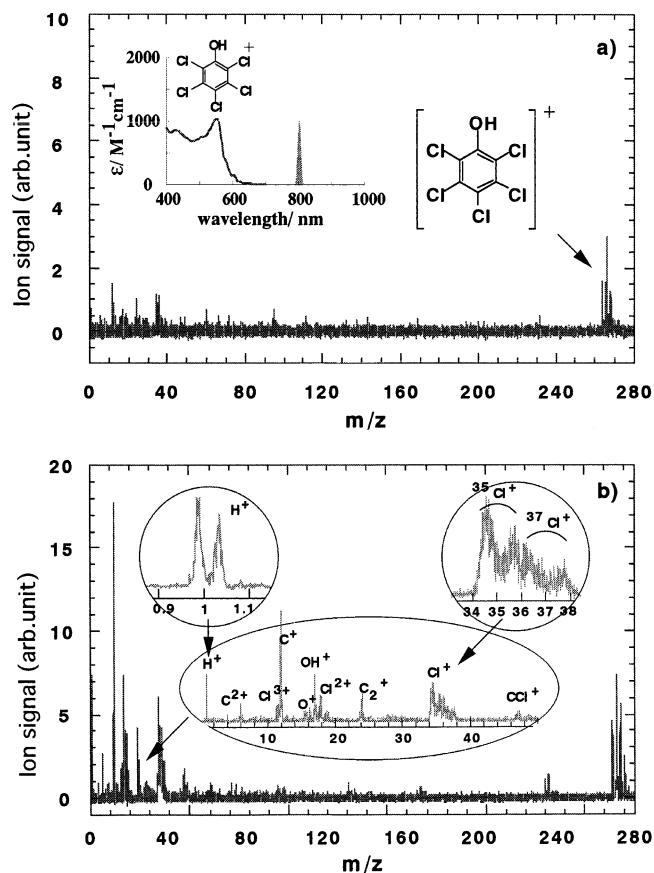 10
8
6
4
2
0
Ion signal (arb.unit)
a)
2000
1000
0
ε/ M⁻¹cm⁻¹
400 600 800 1000
wavelength/ nm
OH
+
Cl Cl
Cl Cl
Cl
OH
+
Cl Cl
Cl Cl
Cl
0 40 80 120 160 200 240 280
m/z
20
15
10
5
0
Ion signal (arb.unit)
b)
H⁺
0.9 1 1.1
35 Cl⁺
37 Cl⁺
34 35 36 37 38
H⁺
C²⁺
Cl³⁺
C⁺
O⁺
OH⁺
Cl²⁺
C₂⁺
Cl⁺
CCl⁺
10 20 30 40
0 40 80 120 160 200 240 280
m/z